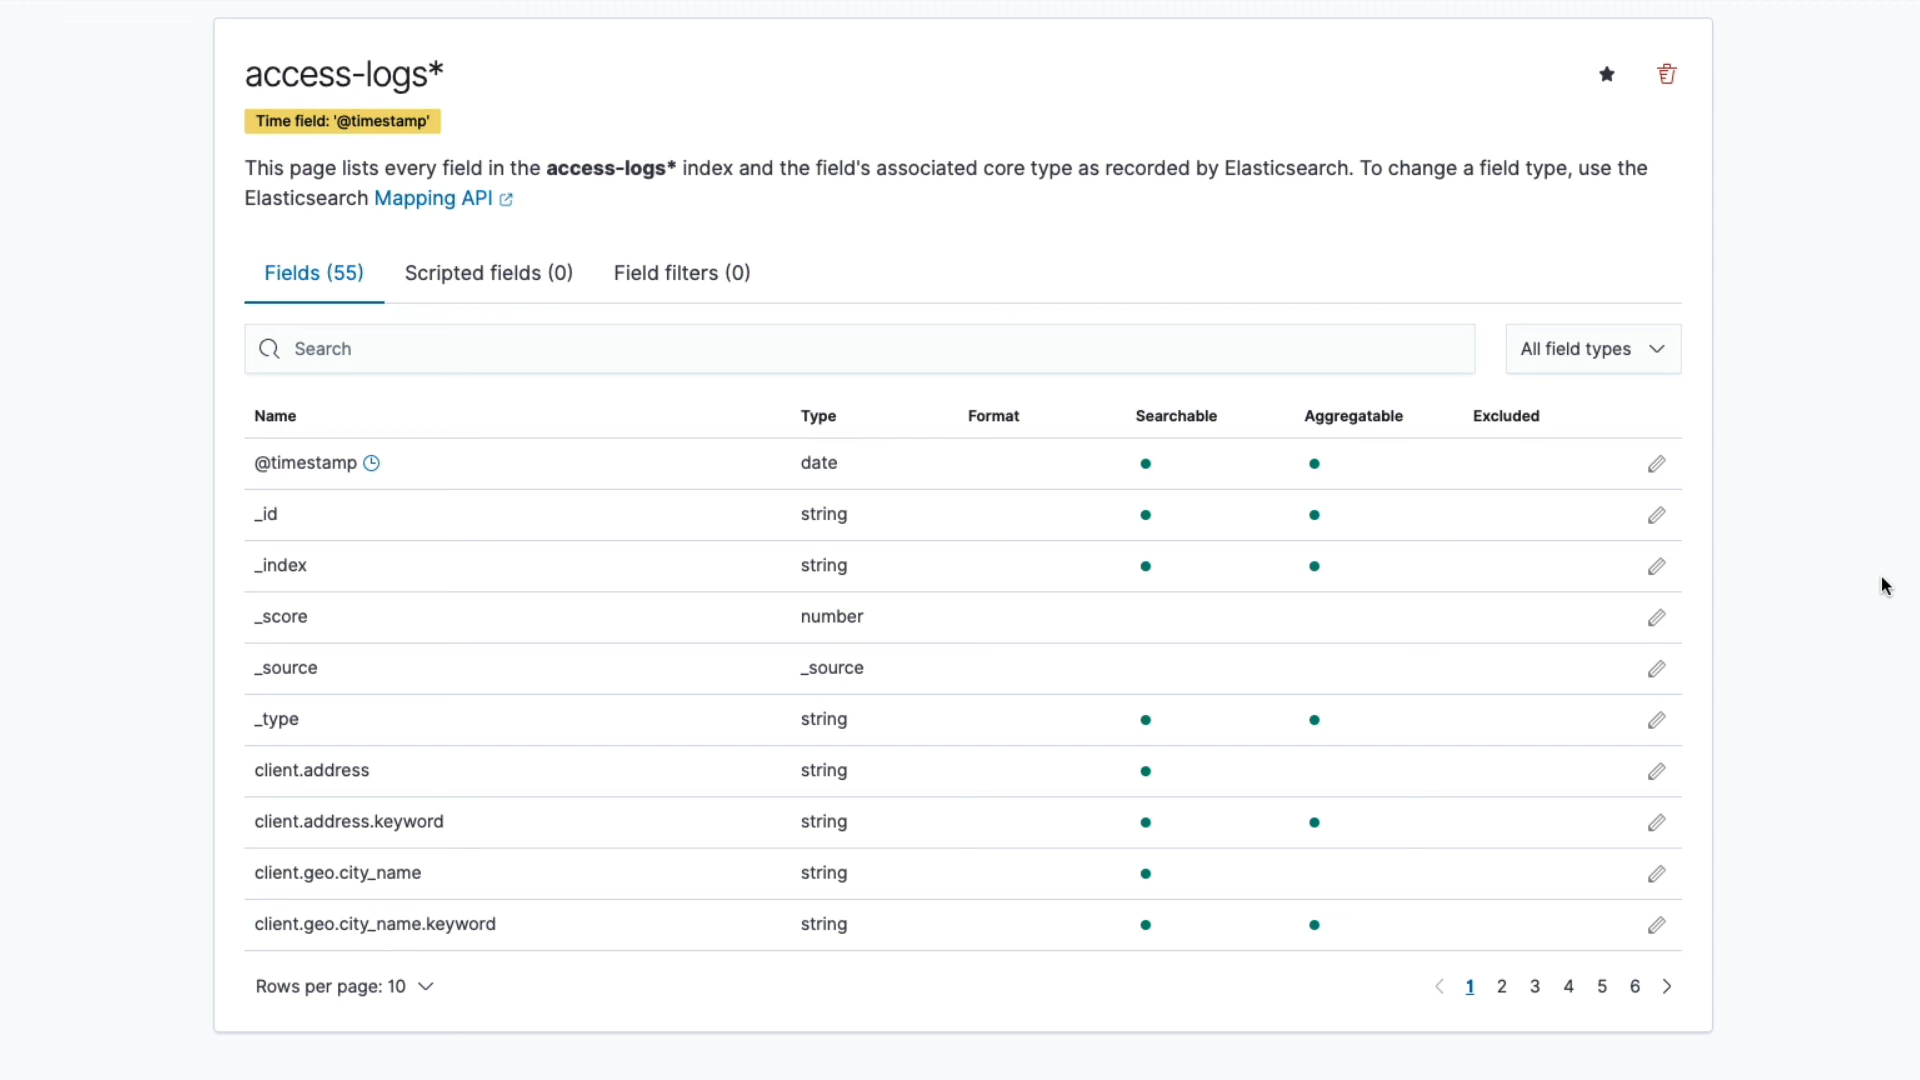 access-logs*
Time field: '@timestamp'
This page lists every field in the access-logs* index and the field's associated core type as recorded by Elasticsearch. To change a field type, use the
Elasticsearch Mapping API
Fields (55) Scripted fields (0) Field filters (0)
Search All field types
Name Type Format Searchable Aggregatable Excluded
@timestamp date
_id string
_index string
_score number
_source _source
_type string
client.address string
client.address.keyword string
client.geo.city_name string
client.geo.city_name.keyword string
Rows per page: 10 1 2 3 4 5 6